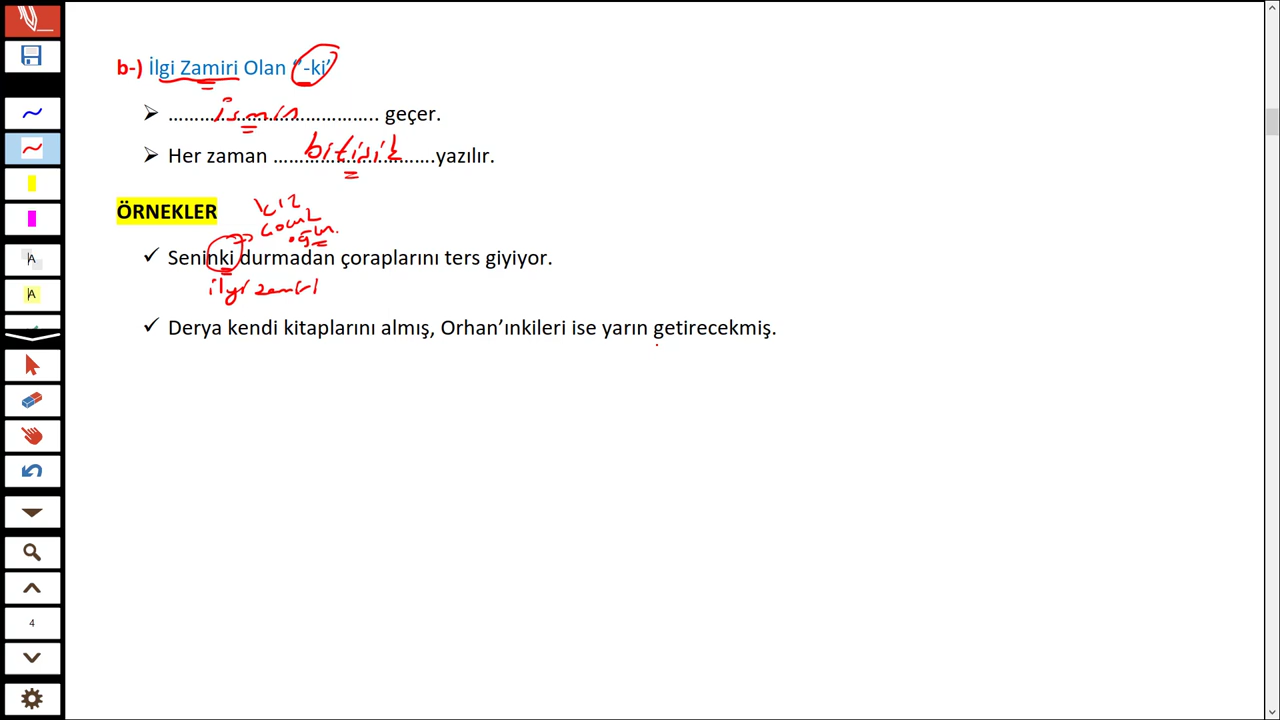 b-) İlgi Zamiri Olan “-ki”
➢ ……ismin…… geçer.
➢ Her zaman ……bitişik……yazılır.
ÖRNEKLER
kız
çocuk
oğlun
✓ Seninki durmadan çoraplarını ters giyiyor.
ilgi zamiri
✓ Derya kendi kitaplarını almış, Orhan’ınkileri ise yarın getirecekmiş.
A
A
4